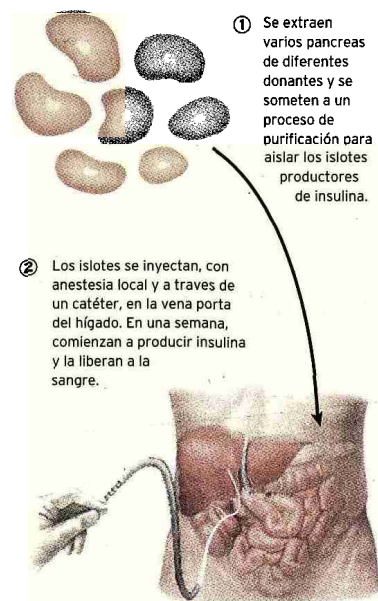 ① Se extraen
varios pancreas
de diferentes
donantes y se
someten a un
proceso de
purificación para
aislar los islotes
productores
de insulina.
② Los islotes se inyectan, con
anestesia local y a traves de
un catéter, en la vena porta
del hígado. En una semana,
comienzan a producir insulina
y la liberan a la
sangre.